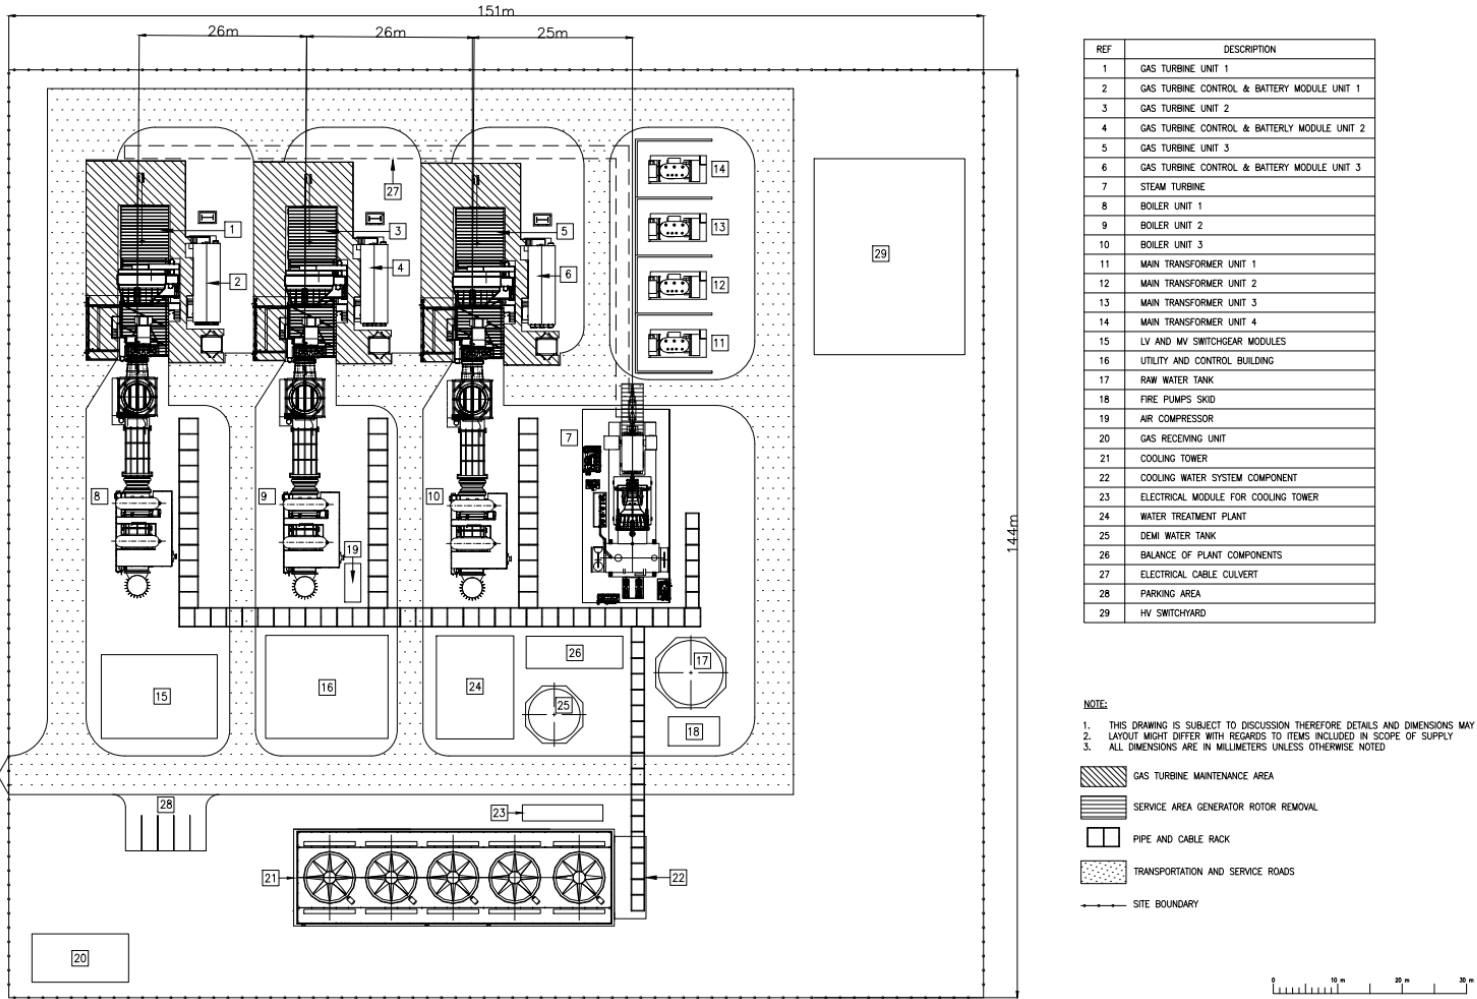 151m
26m
26m
25m
144m
27
14
13
12
11
1
2
3
4
5
6
29
7
8
9
10
19
15
16
24
26
25
17
18
28
23
21
22
20
REF DESCRIPTION
1 GAS TURBINE UNIT 1
2 GAS TURBINE CONTROL & BATTERY MODULE UNIT 1
3 GAS TURBINE UNIT 2
4 GAS TURBINE CONTROL & BATTERLY MODULE UNIT 2
5 GAS TURBINE UNIT 3
6 GAS TURBINE CONTROL & BATTERY MODULE UNIT 3
7 STEAM TURBINE
8 BOILER UNIT 1
9 BOILER UNIT 2
10 BOILER UNIT 3
11 MAIN TRANSFORMER UNIT 1
12 MAIN TRANSFORMER UNIT 2
13 MAIN TRANSFORMER UNIT 3
14 MAIN TRANSFORMER UNIT 4
15 LV AND MV SWITCHGEAR MODULES
16 UTILITY AND CONTROL BUILDING
17 RAW WATER TANK
18 FIRE PUMPS SKID
19 AIR COMPRESSOR
20 GAS RECEIVING UNIT
21 COOLING TOWER
22 COOLING WATER SYSTEM COMPONENT
23 ELECTRICAL MODULE FOR COOLING TOWER
24 WATER TREATMENT PLANT
25 DEMI WATER TANK
26 BALANCE OF PLANT COMPONENTS
27 ELECTRICAL CABLE CULVERT
28 PARKING AREA
29 HV SWITCHYARD
NOTE:
1. THIS DRAWING IS SUBJECT TO DISCUSSION THEREFORE DETAILS AND DIMENSIONS MAY
2. LAYOUT MIGHT DIFFER WITH REGARDS TO ITEMS INCLUDED IN SCOPE OF SUPPLY
3. ALL DIMENSIONS ARE IN MILLIMETERS UNLESS OTHERWISE NOTED
GAS TURBINE MAINTENANCE AREA
SERVICE AREA GENERATOR ROTOR REMOVAL
PIPE AND CABLE RACK
TRANSPORTATION AND SERVICE ROADS
SITE BOUNDARY
0 10 m 20 m 30 m